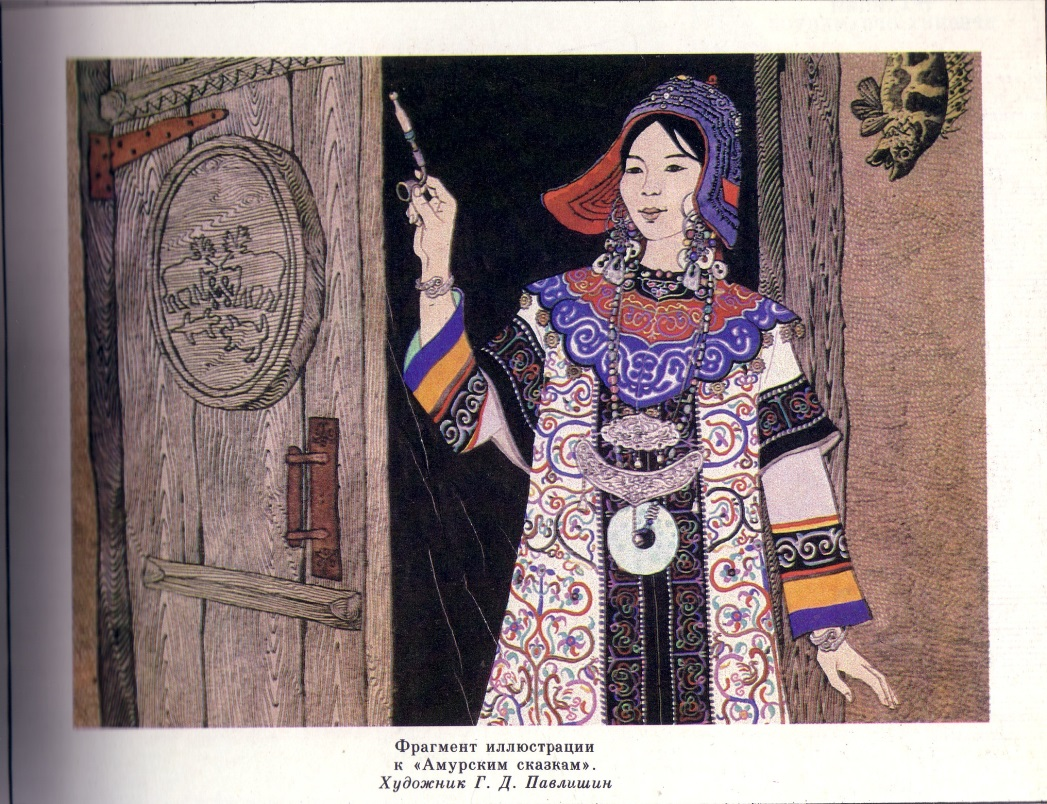 Фрагмент иллюстрации
к «Амурским сказкам».
Художник Г. Д. Павлишин